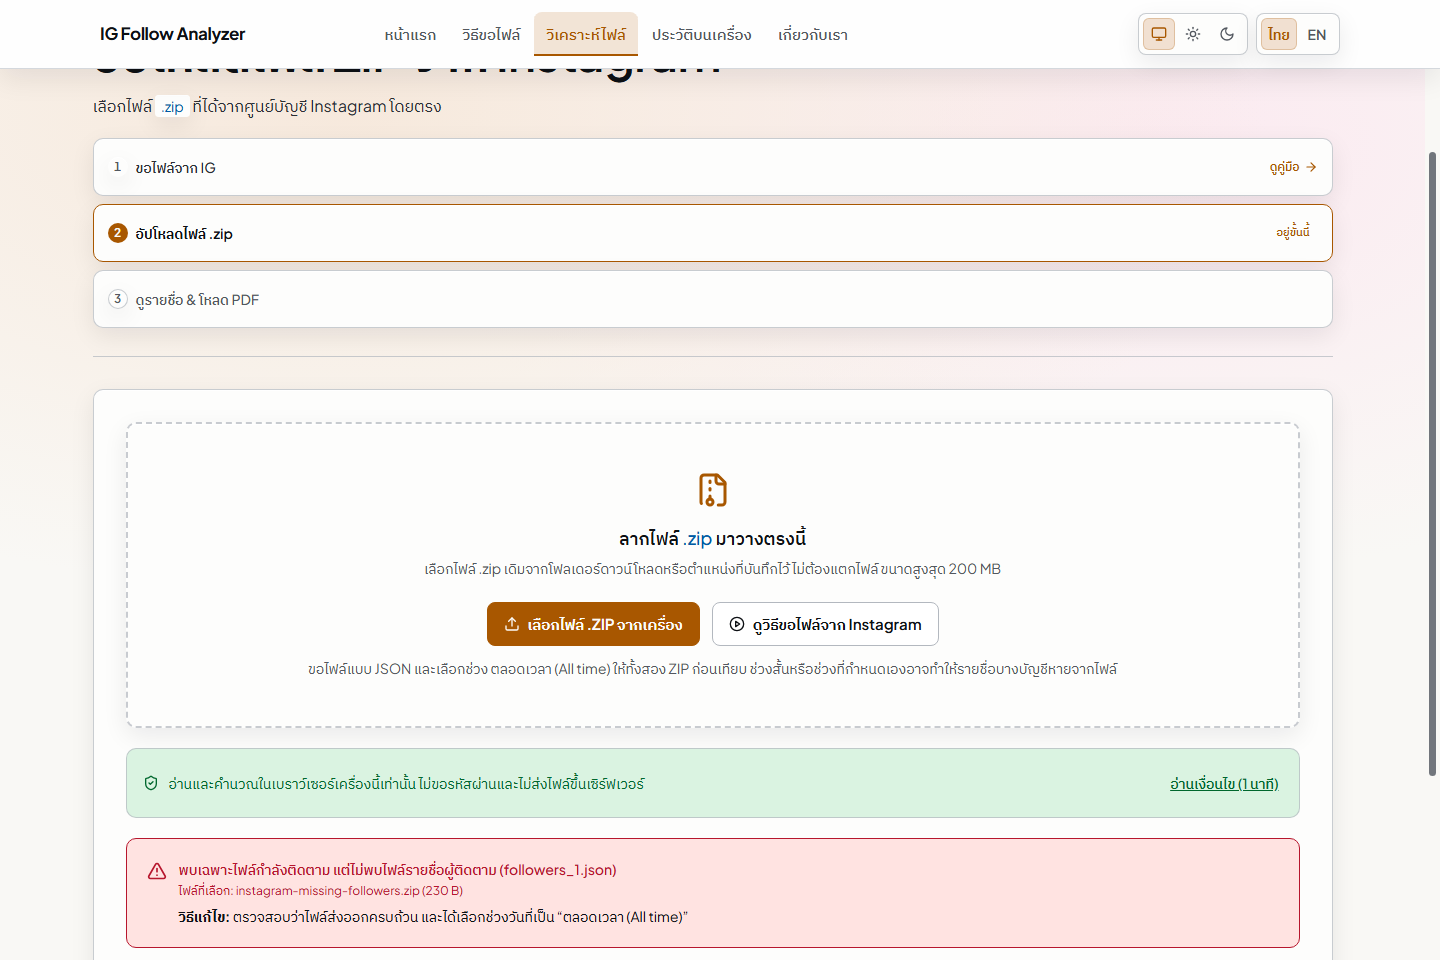 IG Follow Analyzer
หน้าแรก
วิธีขอไฟล์
วิเคราะห์ไฟล์
ประวัติบนเครื่อง
เกี่ยวกับเรา
ไทย
EN
เลือกไฟล์ .zip ที่ได้จากศูนย์บัญชี Instagram โดยตรง
1 ขอไฟล์จาก IG
ดูคู่มือ →
2 อัปโหลดไฟล์ .zip
อยู่ขั้นนี้
3 ดูรายชื่อ & โหลด PDF
ลากไฟล์ .zip มาวางตรงนี้
เลือกไฟล์ .zip เดิมจากโฟลเดอร์ดาวน์โหลดหรือตำแหน่งที่บันทึกไว้ ไม่ต้องแตกไฟล์ ขนาดสูงสุด 200 MB
เลือกไฟล์ .ZIP จากเครื่อง
ดูวิธีขอไฟล์จาก Instagram
ขอไฟล์แบบ JSON และเลือกช่วง ตลอดเวลา (All time) ให้ทั้งสอง ZIP ก่อนเทียบ ช่วงสั้นหรือช่วงที่กำหนดเองอาจทำให้รายชื่อบางบัญชีหายจากไฟล์
อ่านและคำนวณในเบราว์เซอร์เครื่องนี้เท่านั้น ไม่ขอรหัสผ่านและไม่ส่งไฟล์ขึ้นเซิร์ฟเวอร์
อ่านเงื่อนไข (1 นาที)
พบเฉพาะไฟล์กำลังติดตาม แต่ไม่พบไฟล์รายชื่อผู้ติดตาม (followers_1.json)
ไฟล์ที่เลือก: instagram-missing-followers.zip (230 B)
วิธีแก้ไข: ตรวจสอบว่าไฟล์ส่งออกครบถ้วน และได้เลือกช่วงวันที่เป็น “ตลอดเวลา (All time)”